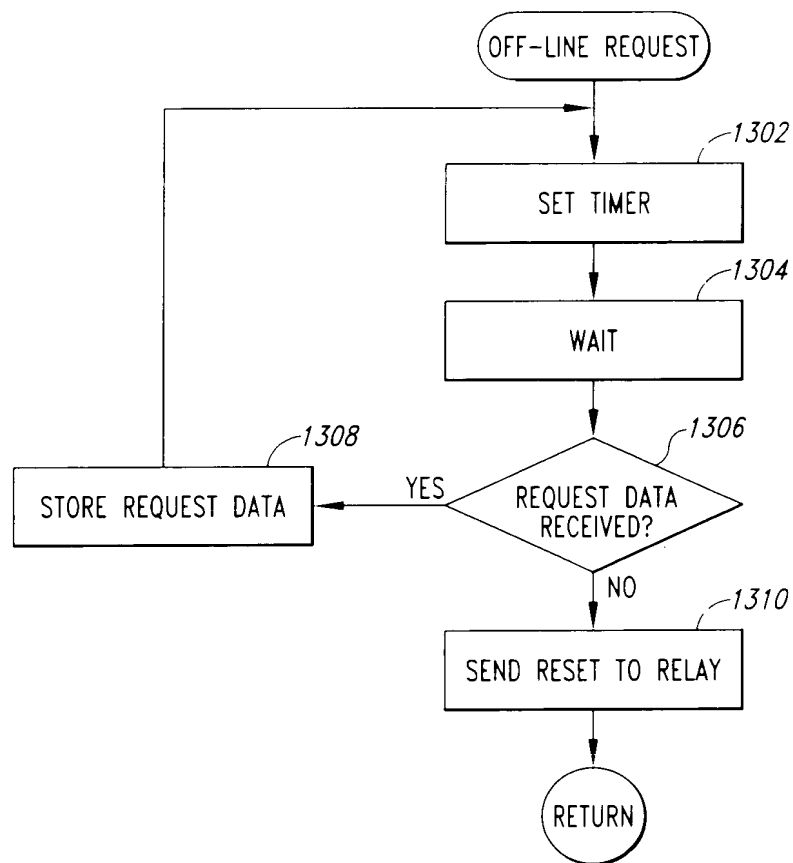 OFF-LINE REQUEST
1302
SET TIMER
1304
WAIT
1306
REQUEST DATA
RECEIVED?
YES
1308
STORE REQUEST DATA
NO
1310
SEND RESET TO RELAY
RETURN